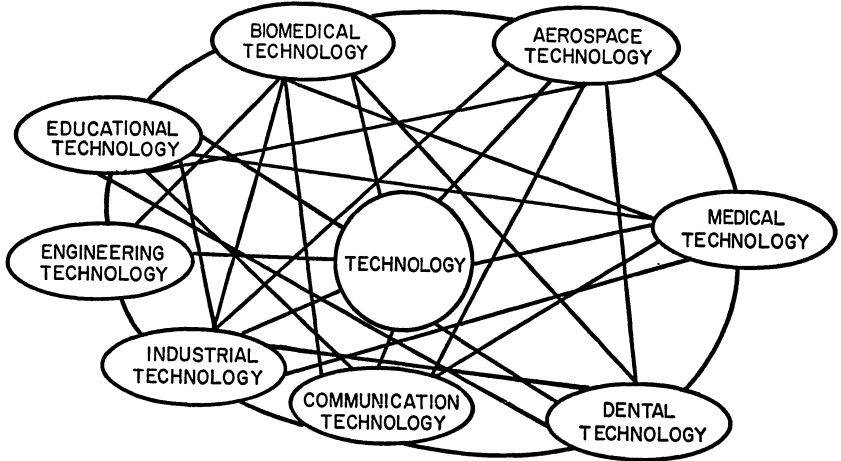 BIOMEDICAL
TECHNOLOGY
AEROSPACE
TECHNOLOGY
EDUCATIONAL
TECHNOLOGY
MEDICAL
TECHNOLOGY
ENGINEERING
TECHNOLOGY
TECHNOLOGY
INDUSTRIAL
TECHNOLOGY
COMMUNICATION
TECHNOLOGY
DENTAL
TECHNOLOGY